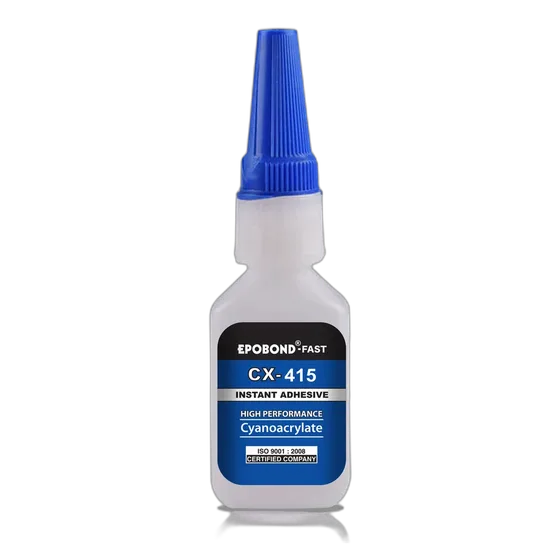 EPOBOND®-FAST
CX-415
INSTANT ADHESIVE
HIGH PERFORMANCE
Cyanoacrylate
ISO 9001 : 2008
CERTIFIED COMPANY